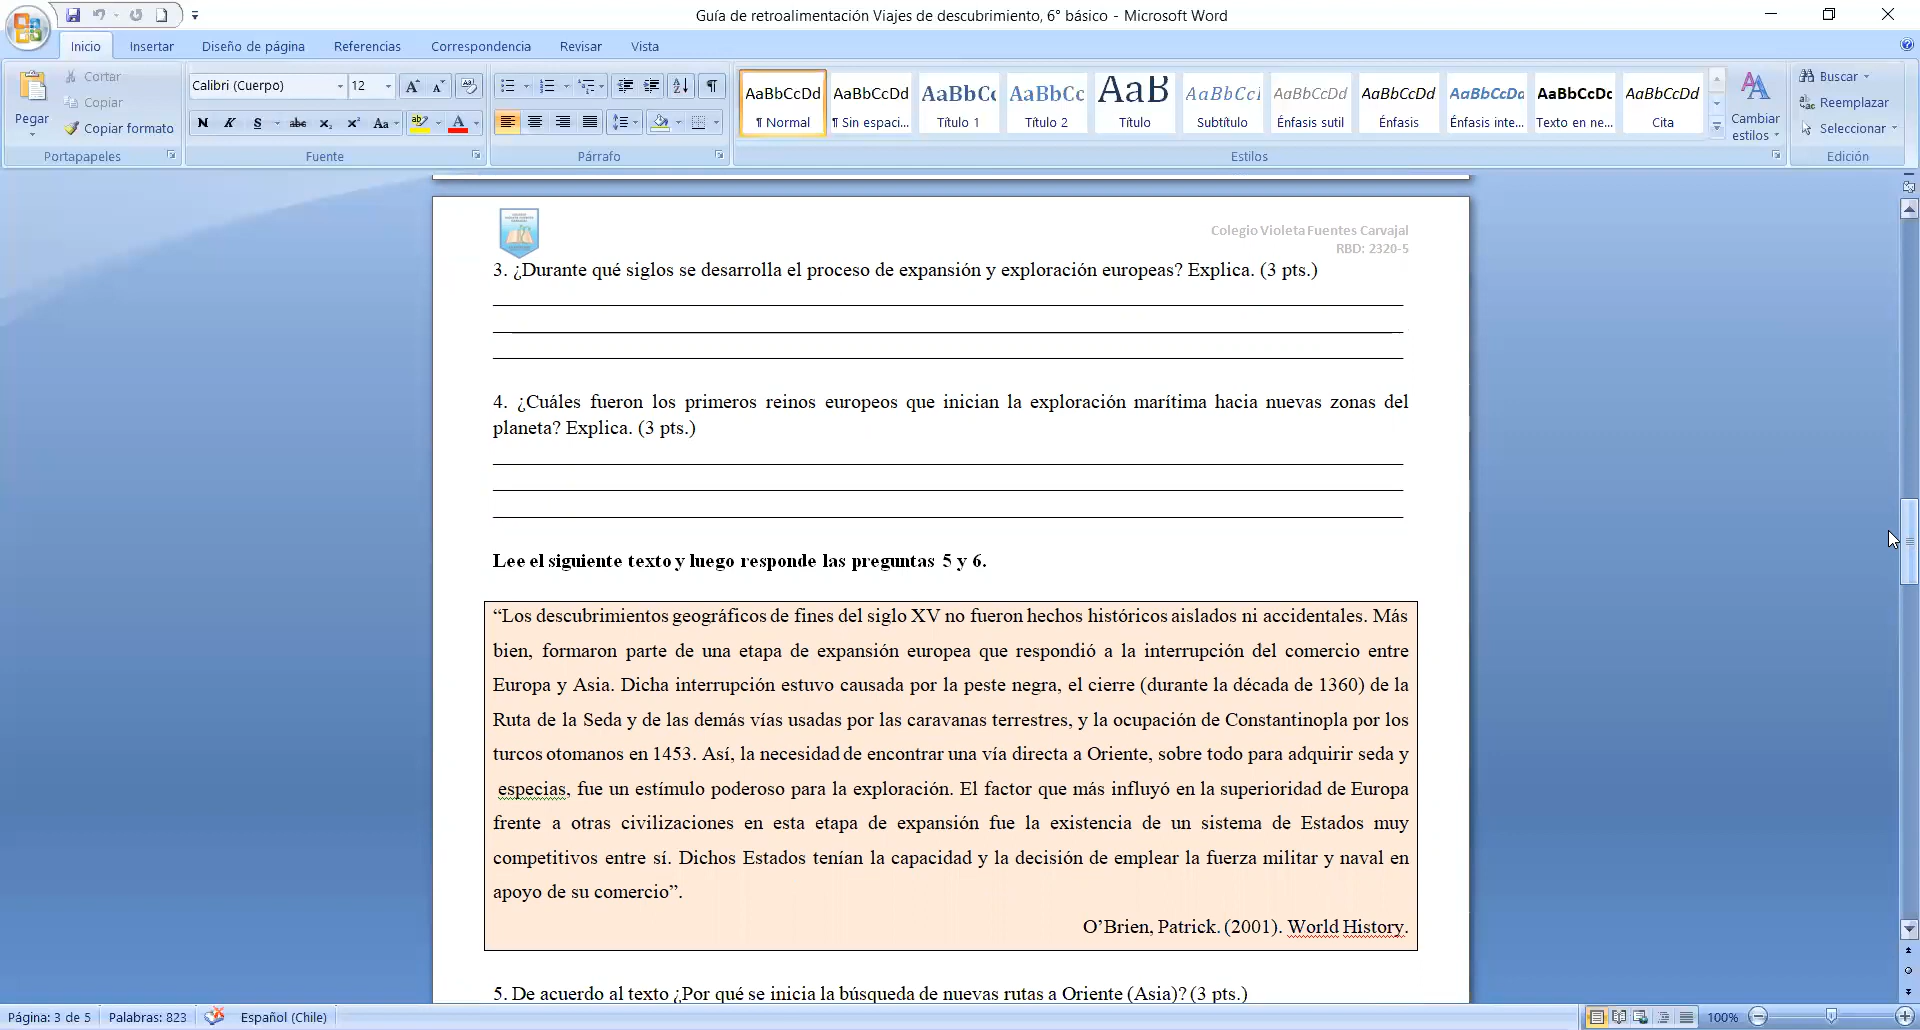 Guía de retroalimentación Viajes de descubrimiento, 6° básico - Microsoft Word
Inicio Insertar Diseño de página Referencias Correspondencia Revisar Vista
Pegar
Cortar
Copiar
Copiar formato
Portapapeles
Calibri (Cuerpo) 12
N K S abc x₂ x² Aa
Fuente
Párrafo
AaBbCcDd AaBbCcDd AaBbCc AaBbCc AaB AaBbCcI AaBbCcDd AaBbCcDd AaBbCcDd AaBbCcDc AaBbCcDd
¶ Normal ¶ Sin espaci... Título 1 Título 2 Título Subtítulo Énfasis sutil Énfasis Énfasis inte... Texto en ne... Cita
Cambiar estilos
Estilos
Buscar
Reemplazar
Seleccionar
Edición
Colegio Violeta Fuentes Carvajal
RBD: 2320-5
3. ¿Durante qué siglos se desarrolla el proceso de expansión y exploración europeas? Explica. (3 pts.)
4. ¿Cuáles fueron los primeros reinos europeos que inician la exploración marítima hacia nuevas zonas del
planeta? Explica. (3 pts.)
Lee el siguiente texto y luego responde las preguntas 5 y 6.
“Los descubrimientos geográficos de fines del siglo XV no fueron hechos históricos aislados ni accidentales. Más
bien, formaron parte de una etapa de expansión europea que respondió a la interrupción del comercio entre
Europa y Asia. Dicha interrupción estuvo causada por la peste negra, el cierre (durante la década de 1360) de la
Ruta de la Seda y de las demás vías usadas por las caravanas terrestres, y la ocupación de Constantinopla por los
turcos otomanos en 1453. Así, la necesidad de encontrar una vía directa a Oriente, sobre todo para adquirir seda y
especias, fue un estímulo poderoso para la exploración. El factor que más influyó en la superioridad de Europa
frente a otras civilizaciones en esta etapa de expansión fue la existencia de un sistema de Estados muy
competitivos entre sí. Dichos Estados tenían la capacidad y la decisión de emplear la fuerza militar y naval en
apoyo de su comercio”.
O’Brien, Patrick. (2001). World History.
5. De acuerdo al texto ¿Por qué se inicia la búsqueda de nuevas rutas a Oriente (Asia)? (3 pts.)
Página: 3 de 5 Palabras: 823 Español (Chile) 100%